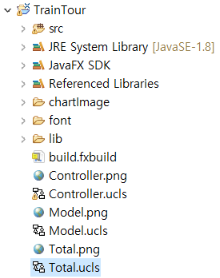 TrainTour
src
JRE System Library [JavaSE-1.8]
JavaFX SDK
Referenced Libraries
chartImage
font
lib
build.fxbuild
Controller.png
Controller.ucls
Model.png
Model.ucls
Total.png
Total.ucls